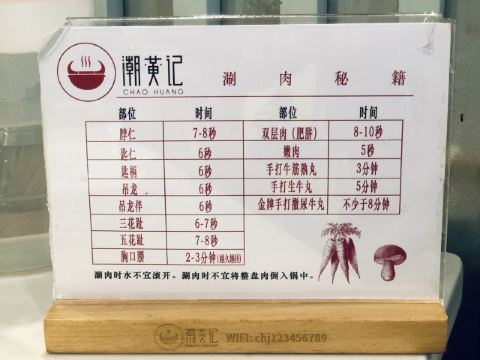 潮黄记
CHAO HUANG
涮肉秘籍
部位 时间 部位 时间
脖仁 7-8秒 双层肉(肥胼) 8-10秒
匙仁 6秒 嫩肉 5秒
匙柄 6秒 手打牛筋熟丸 3分钟
吊龙 6秒 手打生牛丸 5分钟
吊龙伴 6秒 金牌手打撒尿牛丸 不少于8分钟
三花趾 6-7秒
五花趾 7-8秒
胸口朥 2-3分钟
涮肉时水不宜滚开。涮肉时不宜将整盘肉倒入锅中。
潮黄记 WIFI: chj123456789